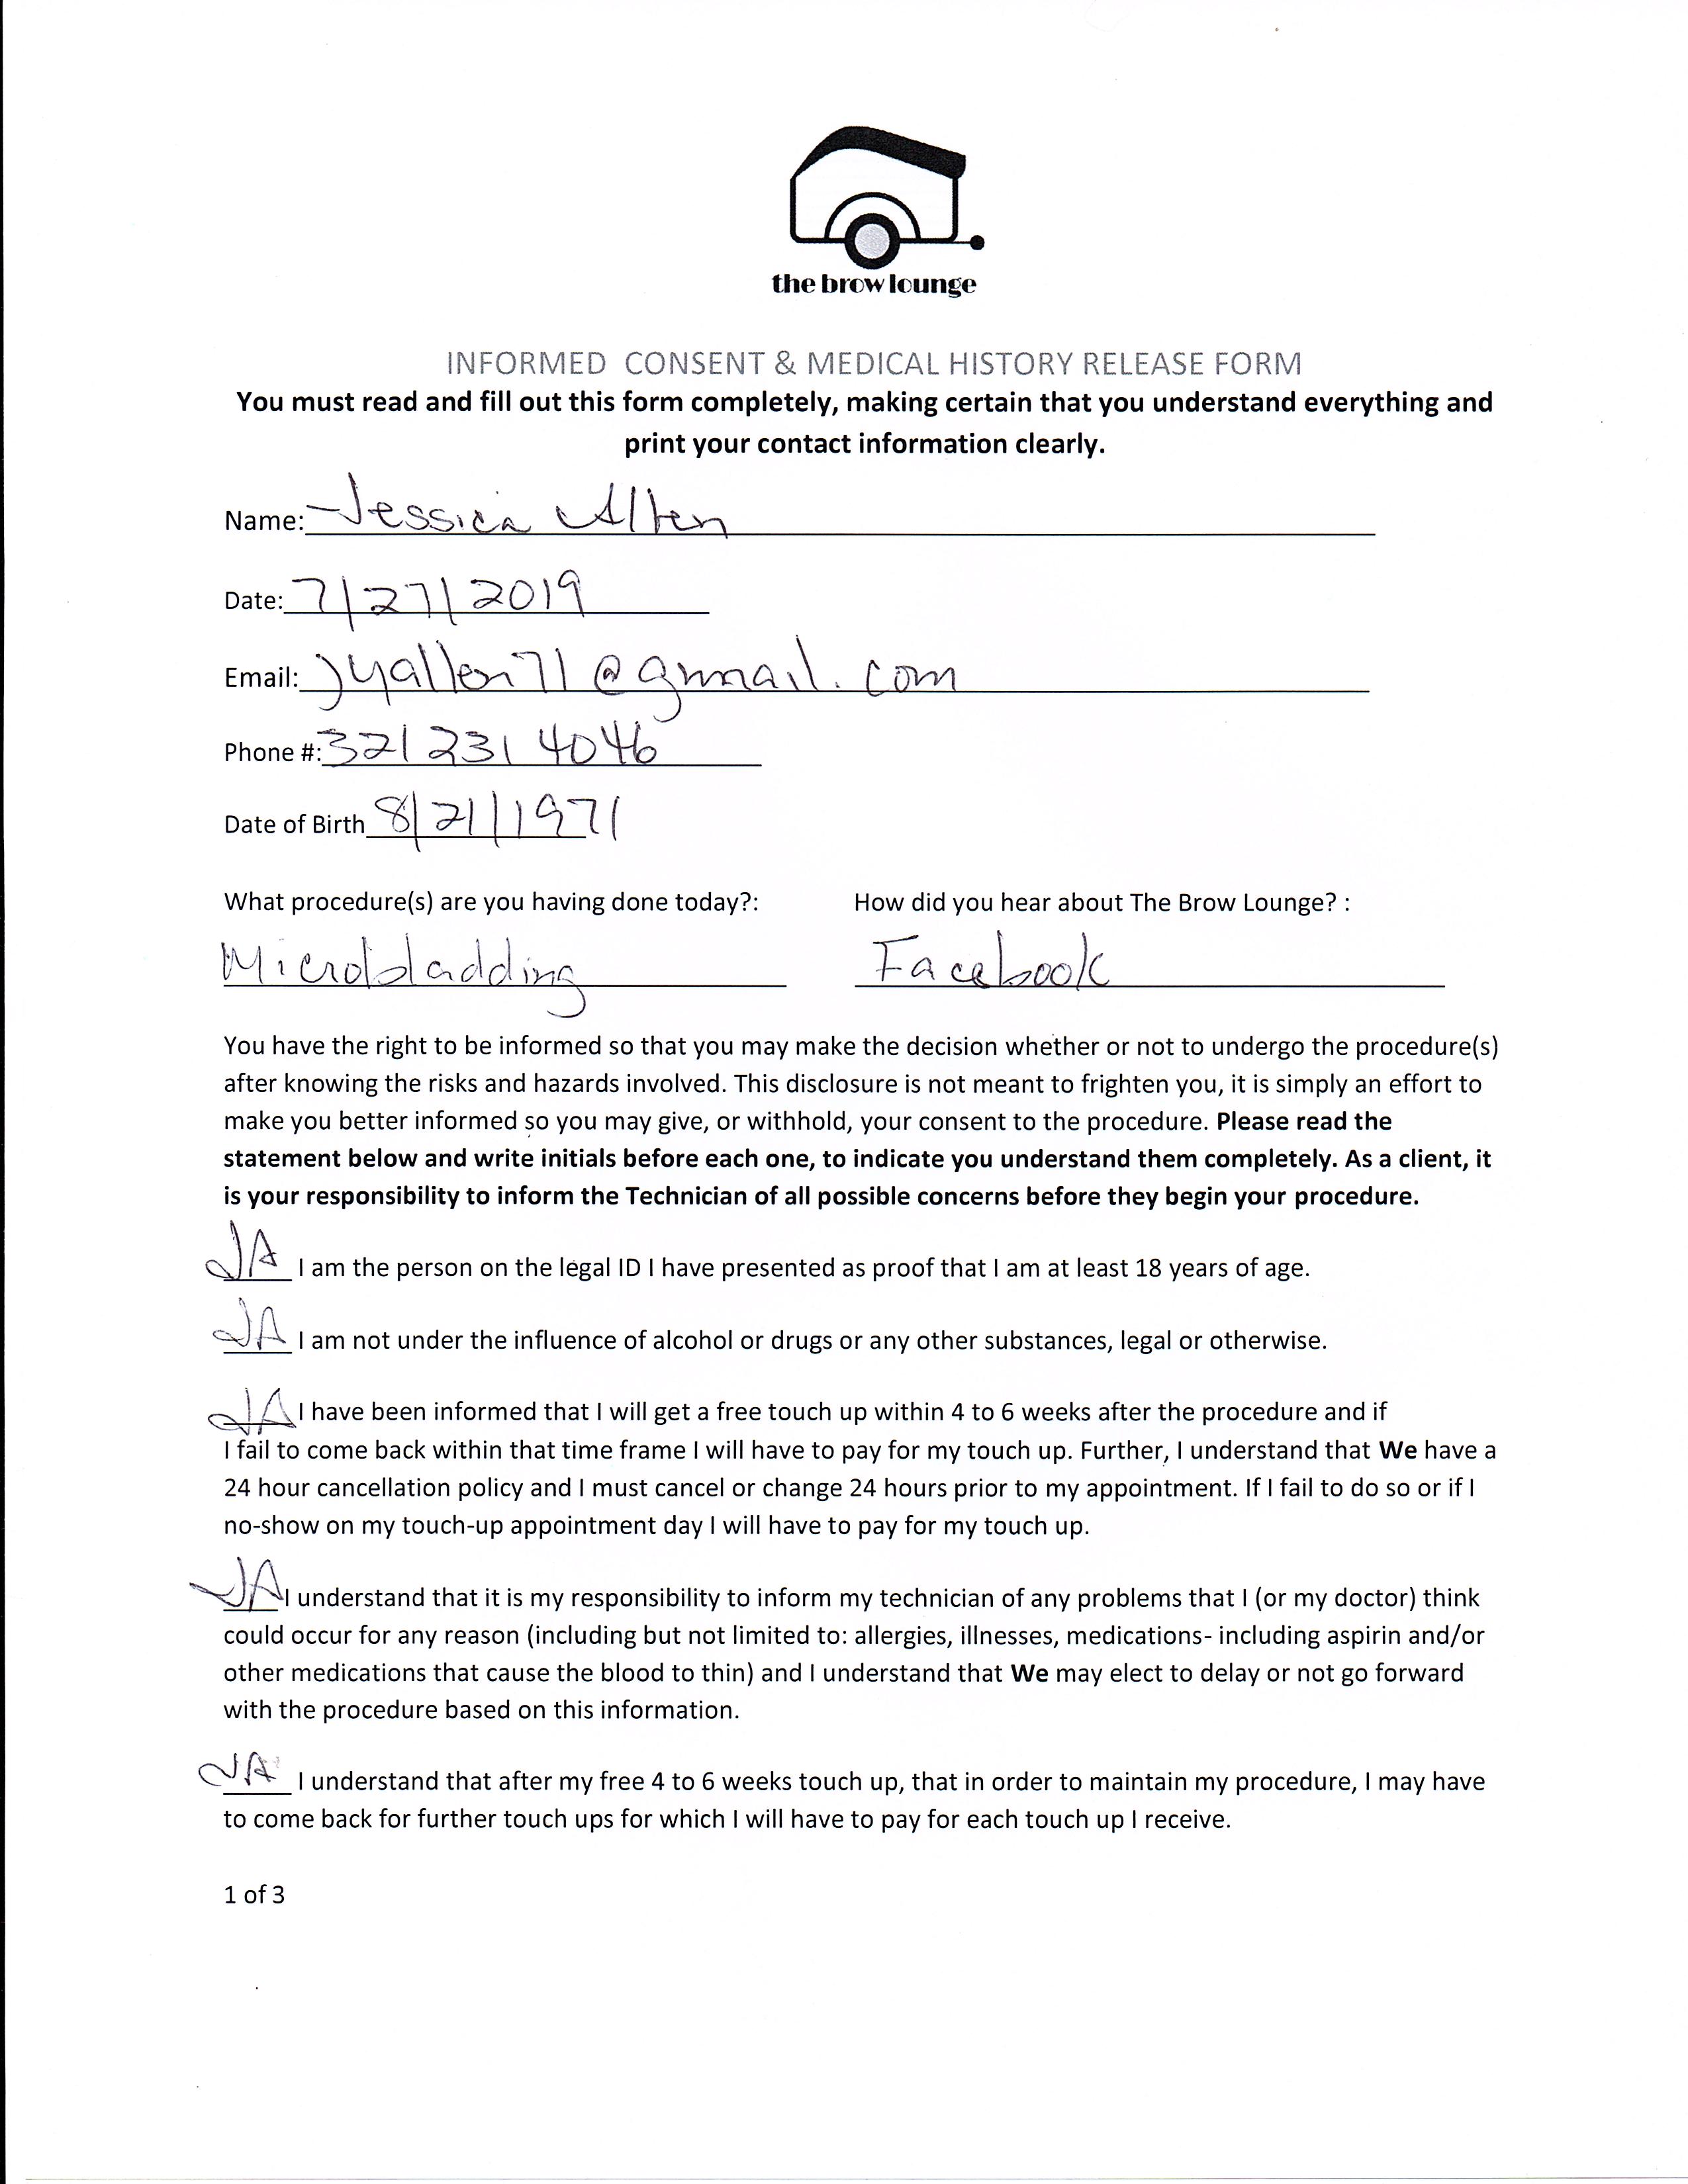 the brow lounge
INFORMED CONSENT & MEDICAL HISTORY RELEASE FORM
You must read and fill out this form completely, making certain that you understand everything and
print your contact information clearly.
Name: Jessica Allen
Date: 7/27/2019
Email: jyallen71@gmail.com
Phone #: 321 231 4046
Date of Birth 8/21/1971
What procedure(s) are you having done today?: How did you hear about The Brow Lounge? :
Microbladding Facebook
You have the right to be informed so that you may make the decision whether or not to undergo the procedure(s)
after knowing the risks and hazards involved. This disclosure is not meant to frighten you, it is simply an effort to
make you better informed so you may give, or withhold, your consent to the procedure. Please read the
statement below and write initials before each one, to indicate you understand them completely. As a client, it
is your responsibility to inform the Technician of all possible concerns before they begin your procedure.
JA I am the person on the legal ID I have presented as proof that I am at least 18 years of age.
JA I am not under the influence of alcohol or drugs or any other substances, legal or otherwise.
JA I have been informed that I will get a free touch up within 4 to 6 weeks after the procedure and if
I fail to come back within that time frame I will have to pay for my touch up. Further, I understand that We have a
24 hour cancellation policy and I must cancel or change 24 hours prior to my appointment. If I fail to do so or if I
no-show on my touch-up appointment day I will have to pay for my touch up.
JA I understand that it is my responsibility to inform my technician of any problems that I (or my doctor) think
could occur for any reason (including but not limited to: allergies, illnesses, medications- including aspirin and/or
other medications that cause the blood to thin) and I understand that We may elect to delay or not go forward
with the procedure based on this information.
JA I understand that after my free 4 to 6 weeks touch up, that in order to maintain my procedure, I may have
to come back for further touch ups for which I will have to pay for each touch up I receive.
1 of 3